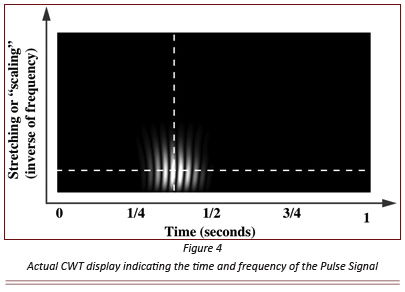 Stretching or “scaling”
(inverse of frequency)
0 1/4 1/2 3/4 1
Time (seconds)
Figure 4
Actual CWT display indicating the time and frequency of the Pulse Signal